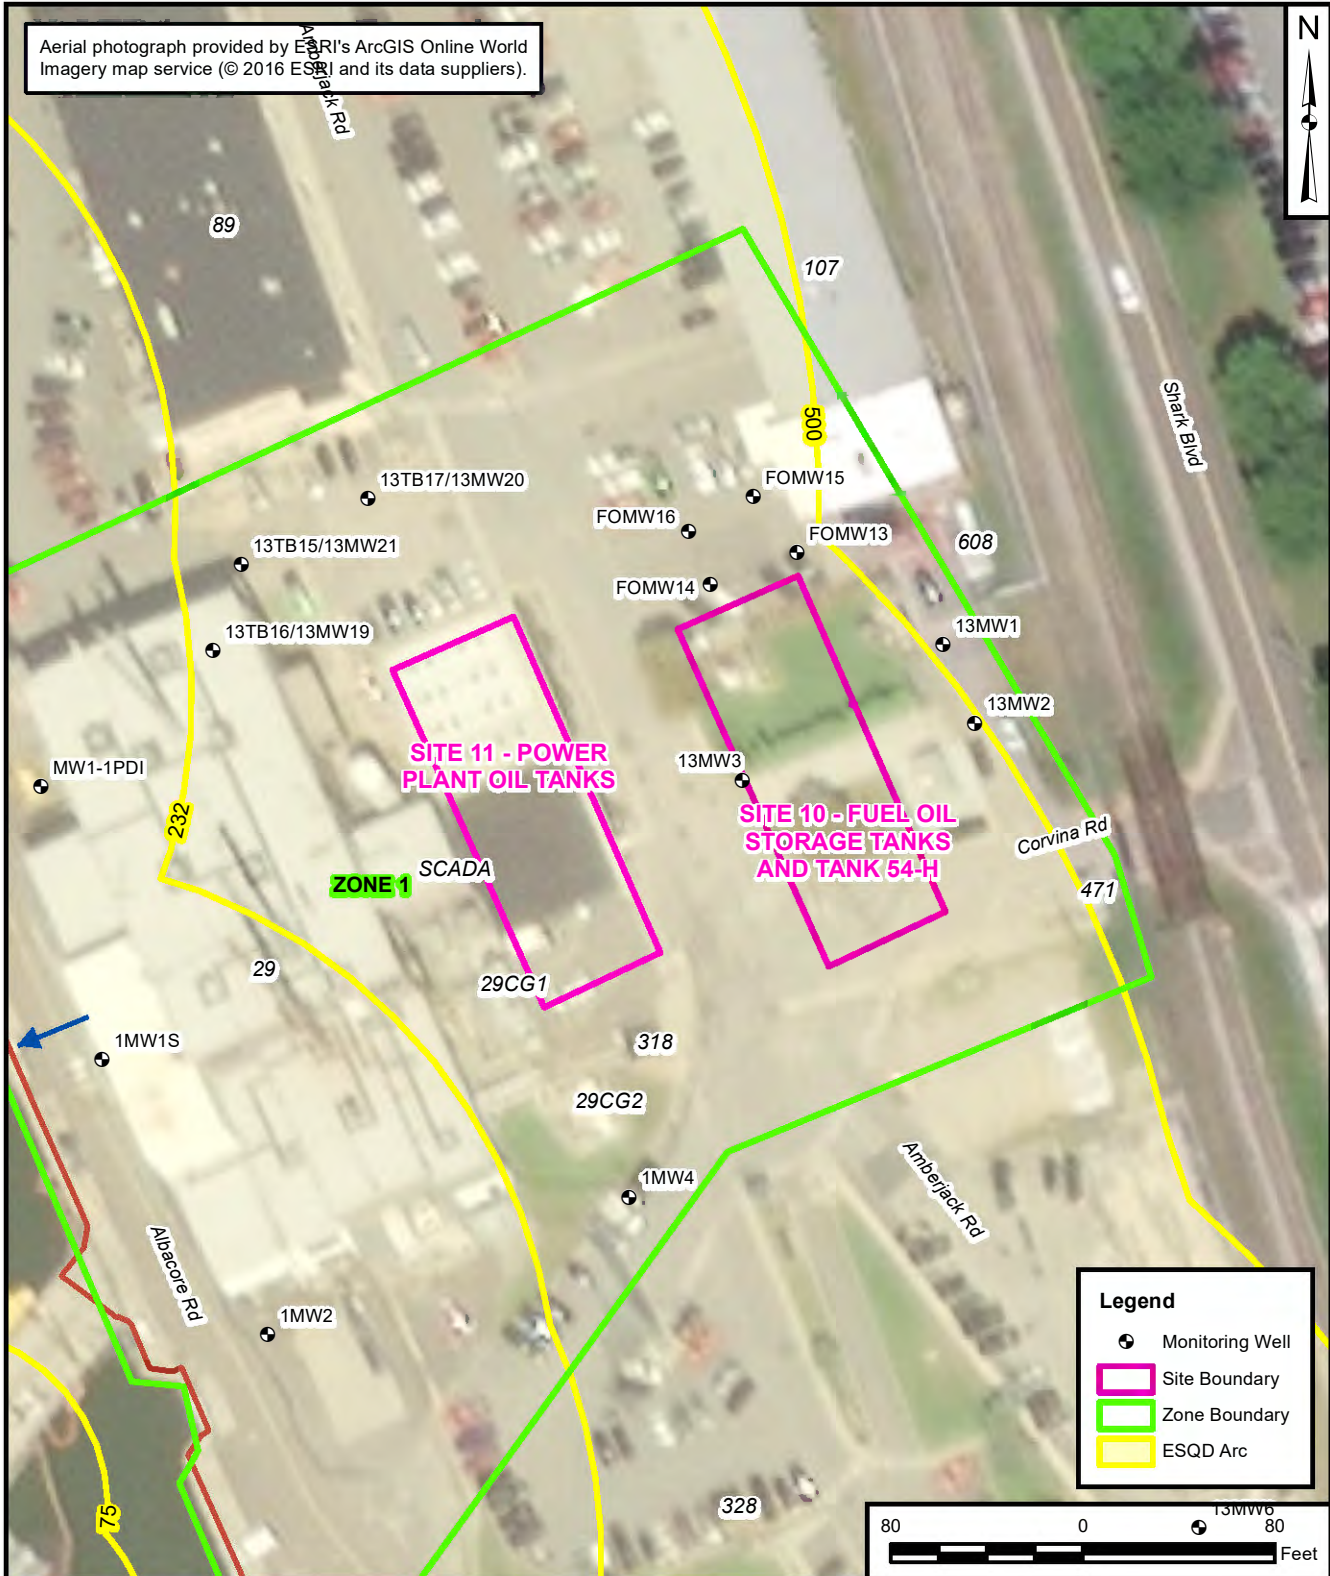 Aerial photograph provided by ESRI's ArcGIS Online World
Imagery map service (© 2016 ESRI and its data suppliers).
N
Amberjack Rd
89
107
Shark Blvd
500
13TB17/13MW20
FOMW15
FOMW16
FOMW13
608
13TB15/13MW21
FOMW14
13TB16/13MW19
13MW1
13MW2
SITE 11 - POWER
PLANT OIL TANKS
13MW3
MW1-1PDI
232
SITE 10 - FUEL OIL
STORAGE TANKS
AND TANK 54-H
Corvina Rd
SCADA
ZONE 1
471
29
29CG1
318
1MW1S
29CG2
1MW4
Amberjack Rd
Albacore Rd
1MW2
75
328
Legend
Monitoring Well
Site Boundary
Zone Boundary
ESQD Arc
13MW6
80 0 80
Feet